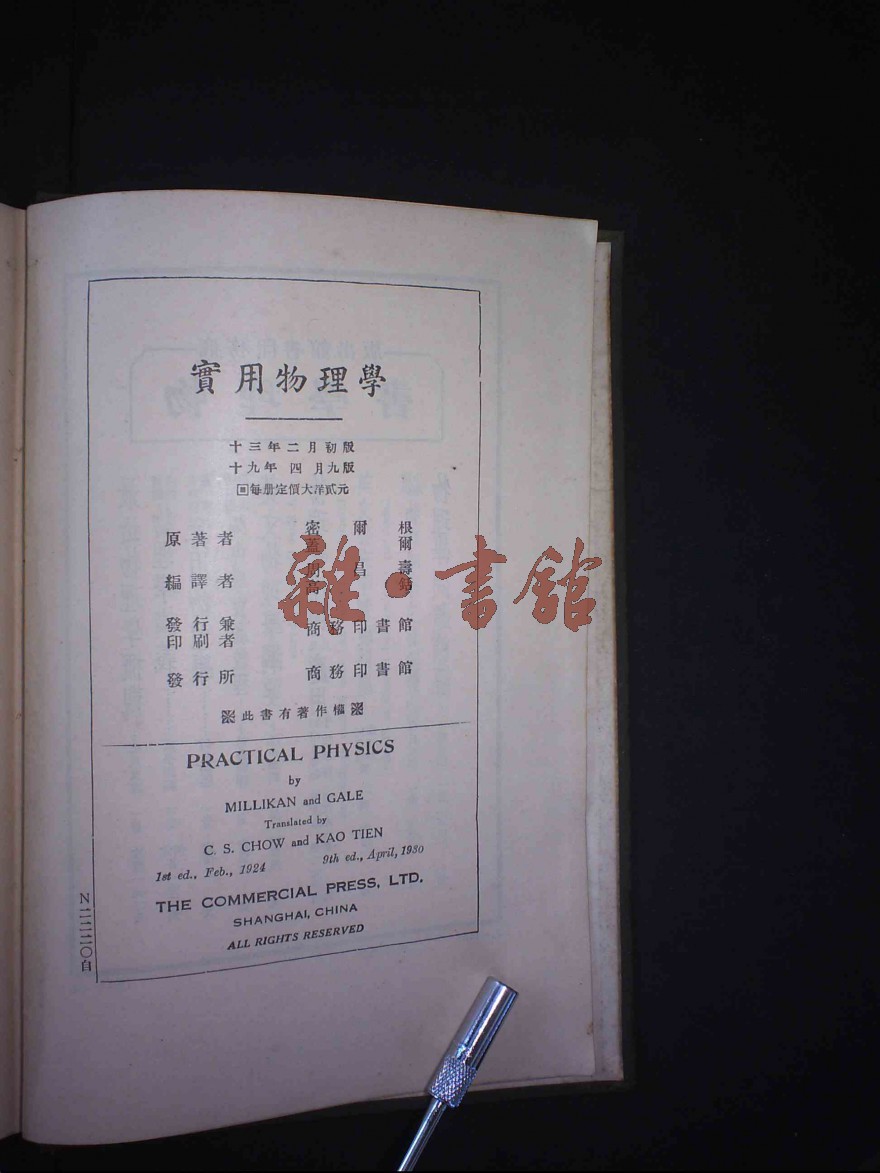 實用物理學
十三年二月初版
十九年四月九版
每册定價大洋貳元
原著者 密爾根
蓋爾
編譯者 周昌壽
高銛
發行兼
印刷者 商務印書館
發行所 商務印書館
此書有著作權
雜·書館
PRACTICAL PHYSICS
by
MILLIKAN and GALE
Translated by
C. S. CHOW and KAO TIEN
1st ed., Feb., 1924 9th ed., April, 1930
THE COMMERCIAL PRESS, LTD.
SHANGHAI, CHINA
ALL RIGHTS RESERVED